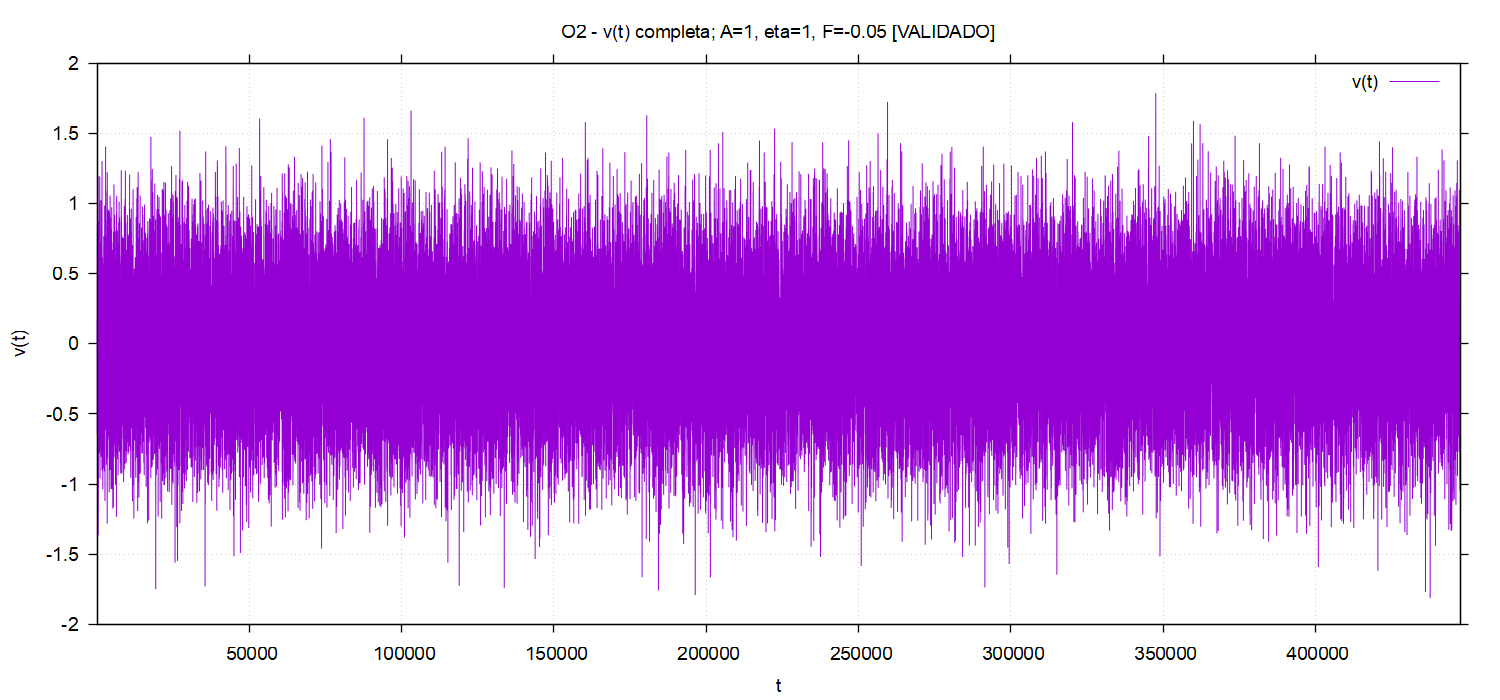 O2 - v(t) completa; A=1, eta=1, F=-0.05 [VALIDADO]
v(t)
2
1.5
1
0.5
0
-0.5
-1
-1.5
-2
v(t)
50000 100000 150000 200000 250000 300000 350000 400000
t